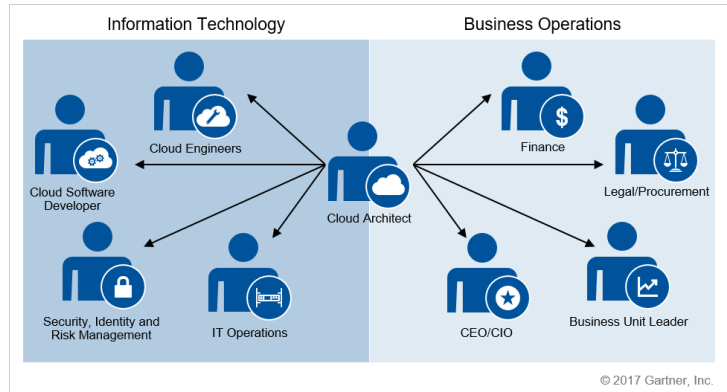 Information Technology
Business Operations
Cloud Engineers
Finance
Cloud Software
Developer
Cloud Architect
Legal/Procurement
Security, Identity and
Risk Management
IT Operations
CEO/CIO
Business Unit Leader
$
© 2017 Gartner, Inc.